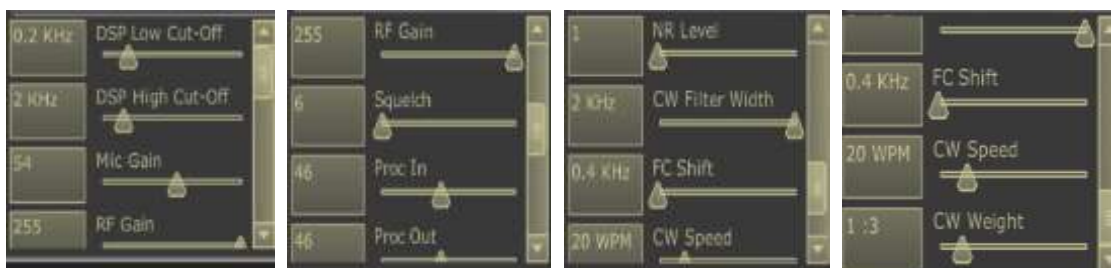 0.2 KHz DSP Low Cut-Off
2 KHz DSP High Cut-Off
54 Mic Gain
255 RF Gain
255 RF Gain
6 Squelch
46 Proc In
46 Proc Out
1 NR Level
2 KHz CW Filter Width
0.4 KHz FC Shift
20 WPM CW Speed
0.4 KHz FC Shift
20 WPM CW Speed
1 :3 CW Weight